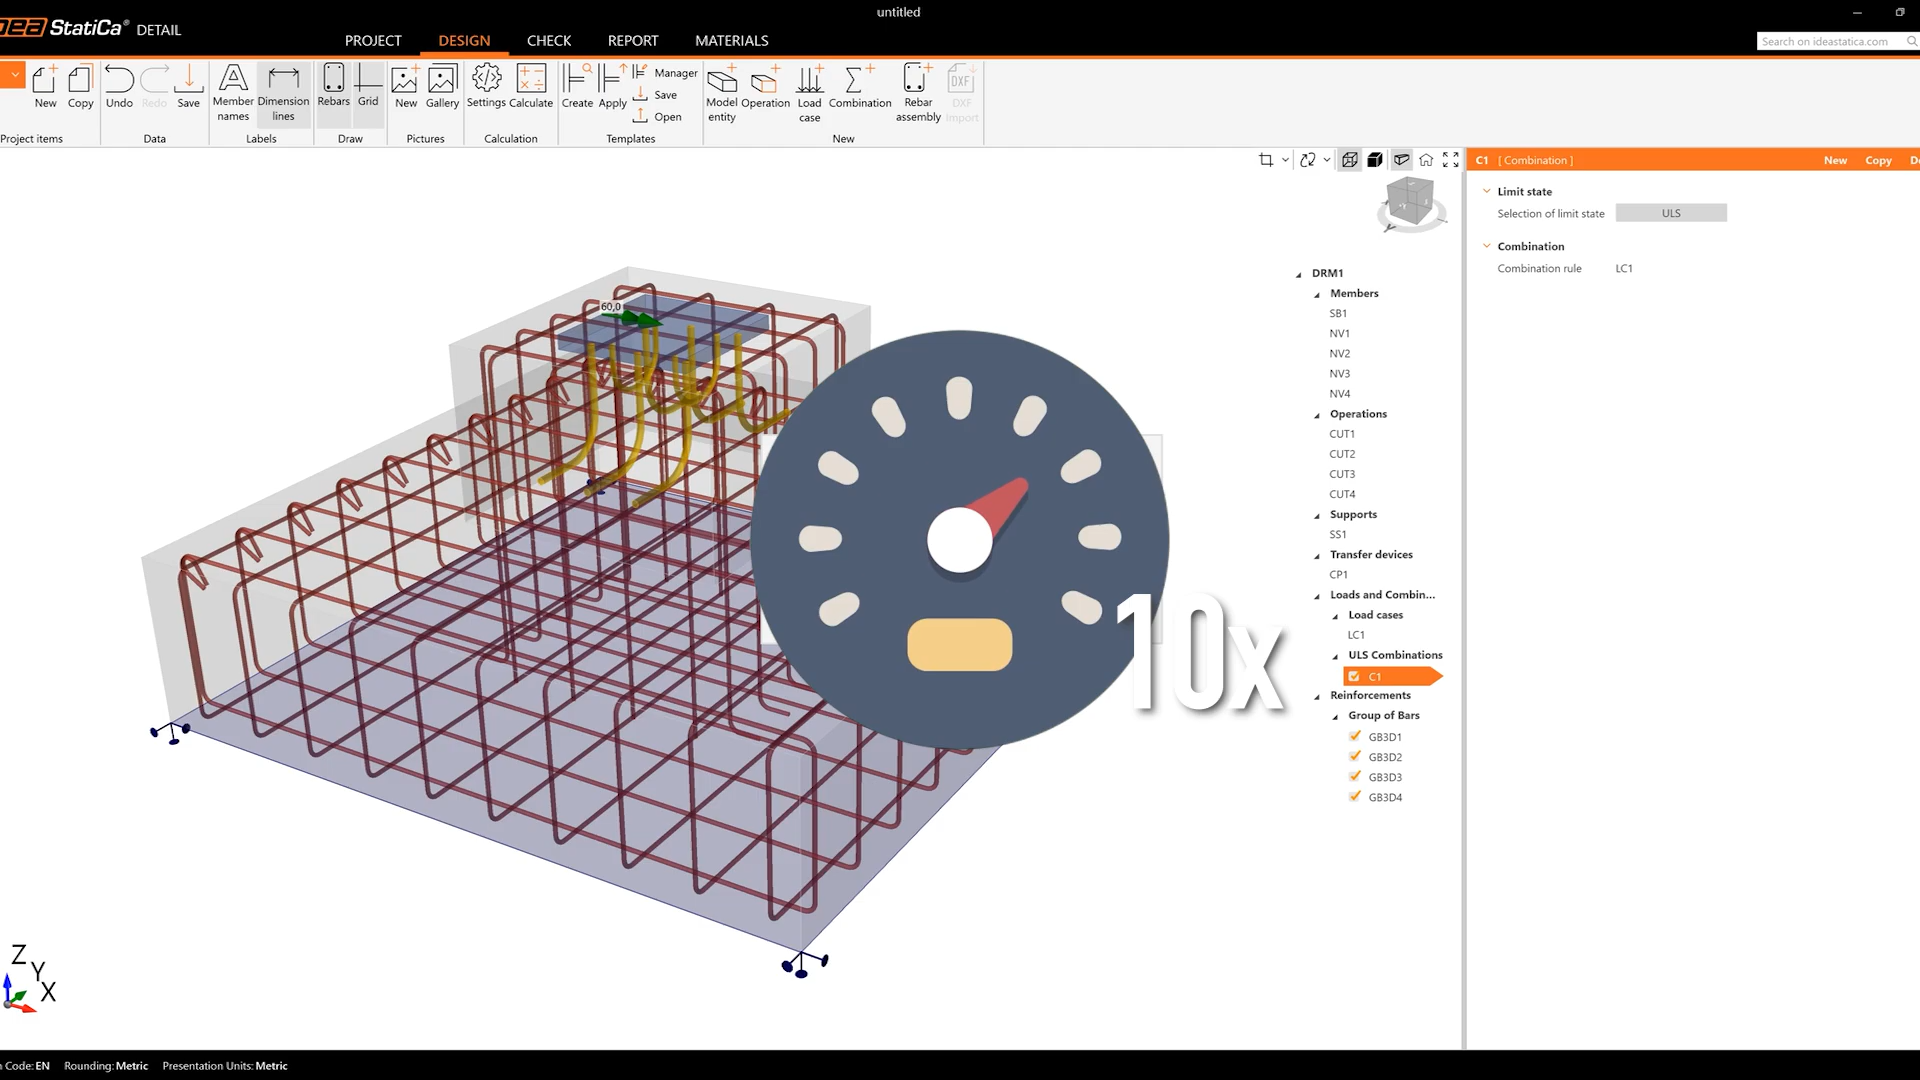 untitled
IDEA StatiCa® DETAIL
PROJECT DESIGN CHECK REPORT MATERIALS
Search on ideastatica.com
New Copy Undo Redo Save Member names Dimension lines Rebars Grid New Gallery Settings Calculate Create Apply Manager Save Open Model entity Operation Load case Combination Rebar assembly DXF Import
Project items Data Labels Draw Pictures Calculation Templates New
C1 [ Combination ] New Copy
Limit state
Selection of limit state ULS
Combination
Combination rule LC1
DRM1
Members
SB1
NV1
NV2
NV3
NV4
Operations
CUT1
CUT2
CUT3
CUT4
Supports
SS1
Transfer devices
CP1
Loads and Combin...
Load cases
LC1
ULS Combinations
C1
Reinforcements
Group of Bars
GB3D1
GB3D2
GB3D3
GB3D4
60,0
10x
Z
Y
X
Code: EN Rounding: Metric Presentation Units: Metric